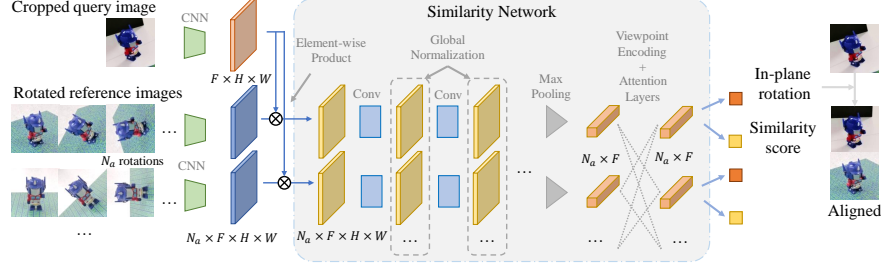 Cropped query image
CNN
F × H × W
Similarity Network
Element-wise
Product
Global
Normalization
Conv
Conv
Max
Pooling
Viewpoint
Encoding
+
Attention
Layers
In-plane
rotation
Similarity
score
Aligned
Rotated reference images
...
N_a rotations
CNN
...
...
N_a × F × H × W
N_a × F × H × W
...
...
...
N_a × F
N_a × F
...
...